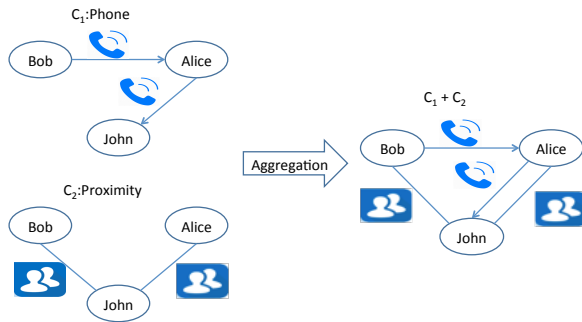 C1:Phone
Bob
Alice
John
C2:Proximity
Bob
Alice
John
Aggregation
C1 + C2
Bob
Alice
John